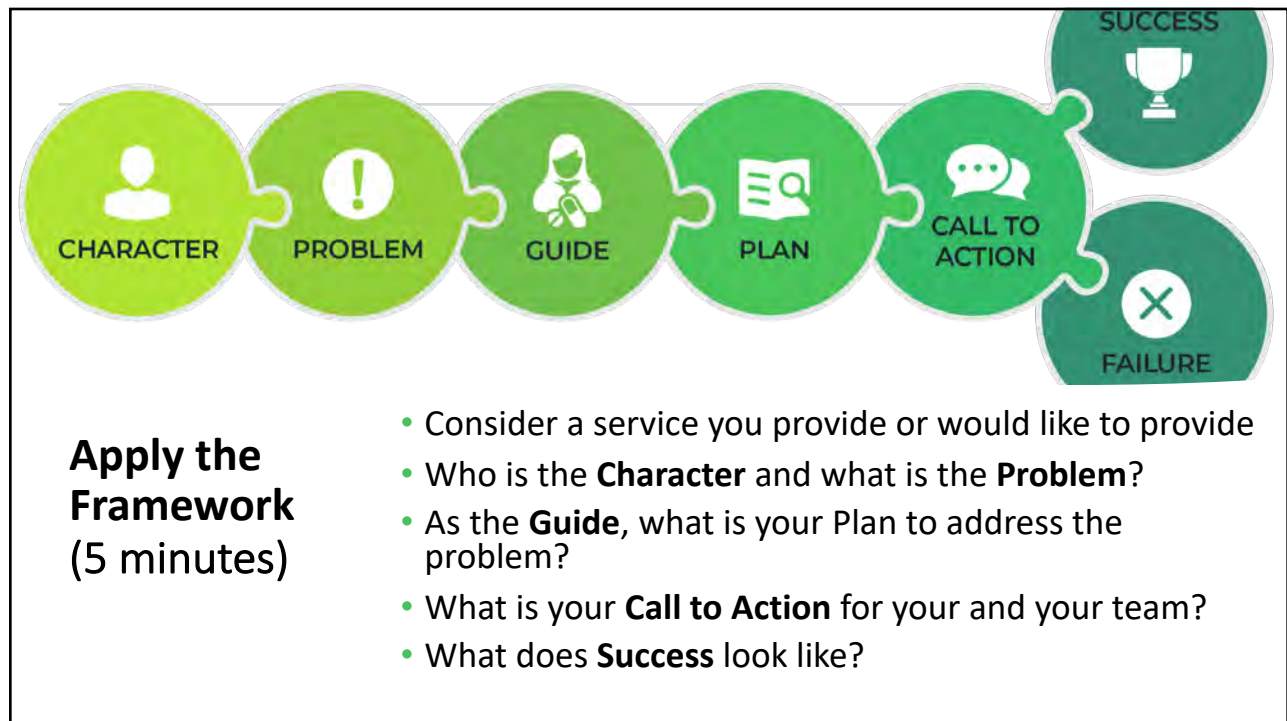 SUCCESS
CHARACTER
PROBLEM
GUIDE
PLAN
CALL TO
ACTION
FAILURE
Apply the
Framework
(5 minutes)
• Consider a service you provide or would like to provide
• Who is the Character and what is the Problem?
• As the Guide, what is your Plan to address the
problem?
• What is your Call to Action for your and your team?
• What does Success look like?